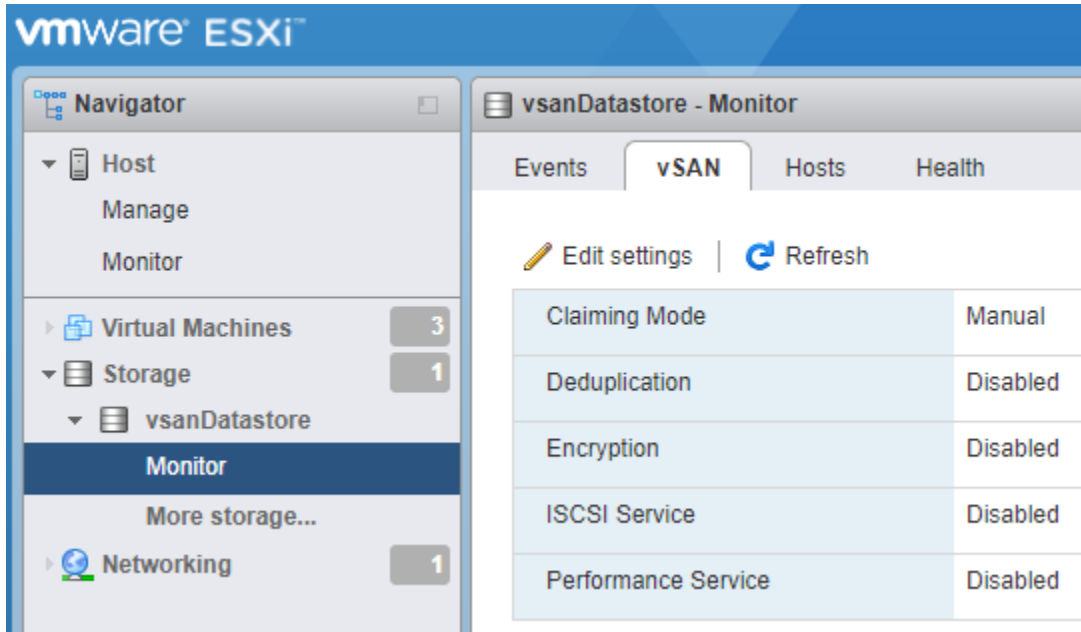 vmware® ESXi™
Navigator
Host
Manage
Monitor
Virtual Machines 3
Storage 1
vsanDatastore
Monitor
More storage...
Networking 1
vsanDatastore - Monitor
Events vSAN Hosts Health
Edit settings | Refresh
Claiming Mode Manual
Deduplication Disabled
Encryption Disabled
ISCSI Service Disabled
Performance Service Disabled